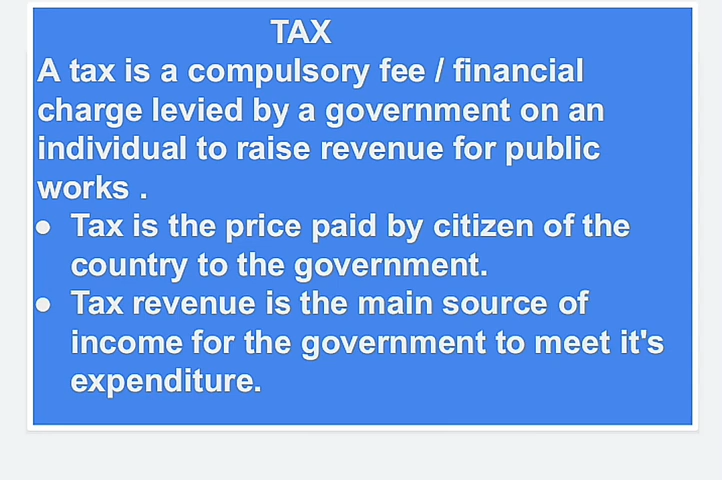 TAX
A tax is a compulsory fee / financial
charge levied by a government on an
individual to raise revenue for public
works .
● Tax is the price paid by citizen of the
country to the government.
● Tax revenue is the main source of
income for the government to meet it's
expenditure.